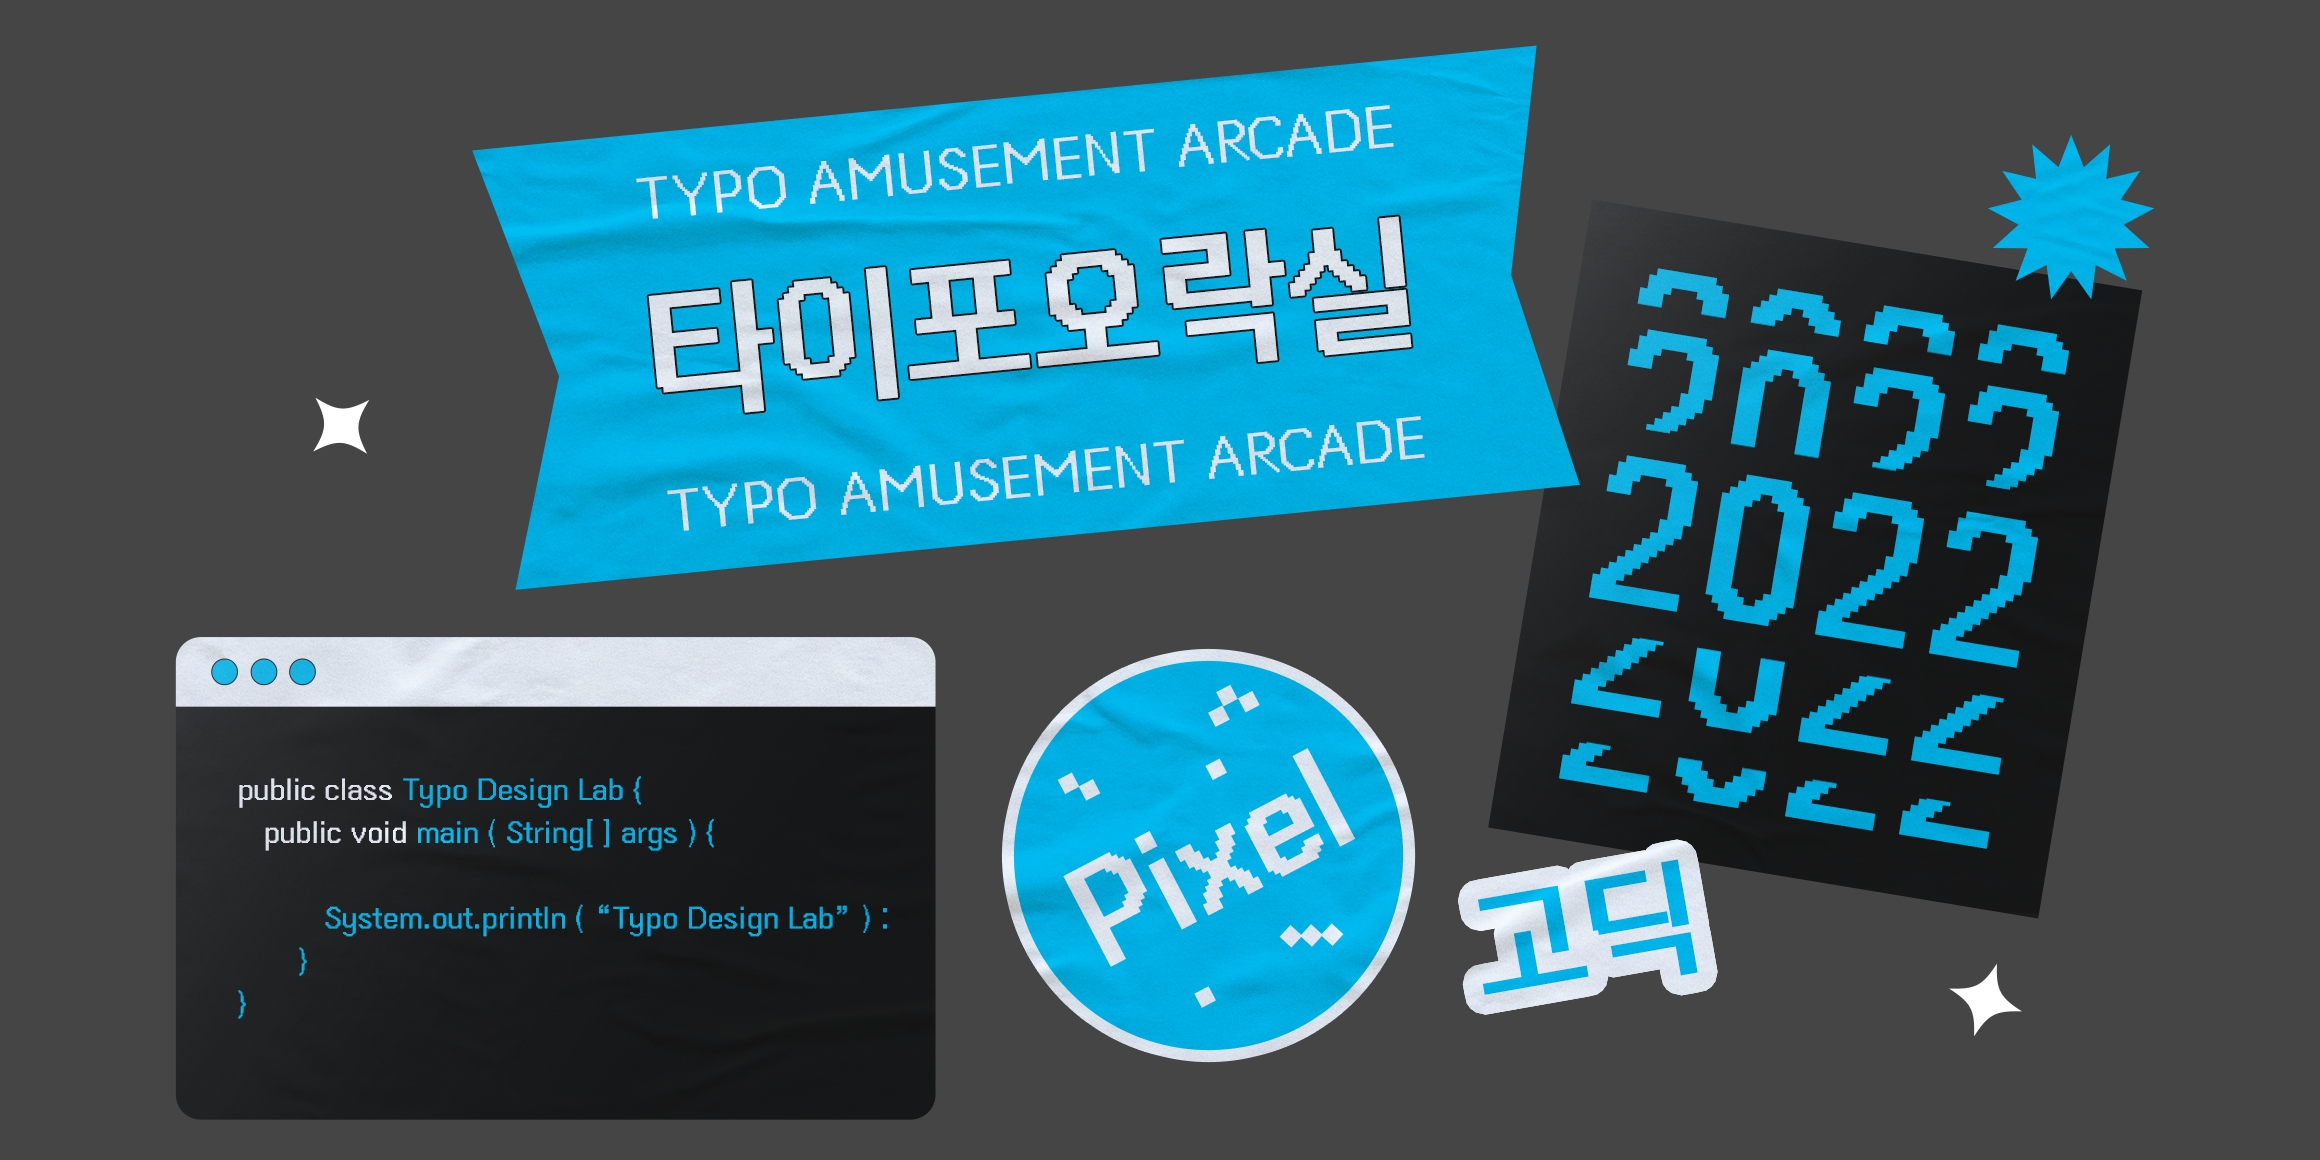 TYPO AMUSEMENT ARCADE
타이포오락실
TYPO AMUSEMENT ARCADE
2022
2022
2022
2022
2022
public class Typo Design Lab {
public void main ( String[ ] args ) {
System.out.println ( “Typo Design Lab” ) :
}
}
Pixel
고딕